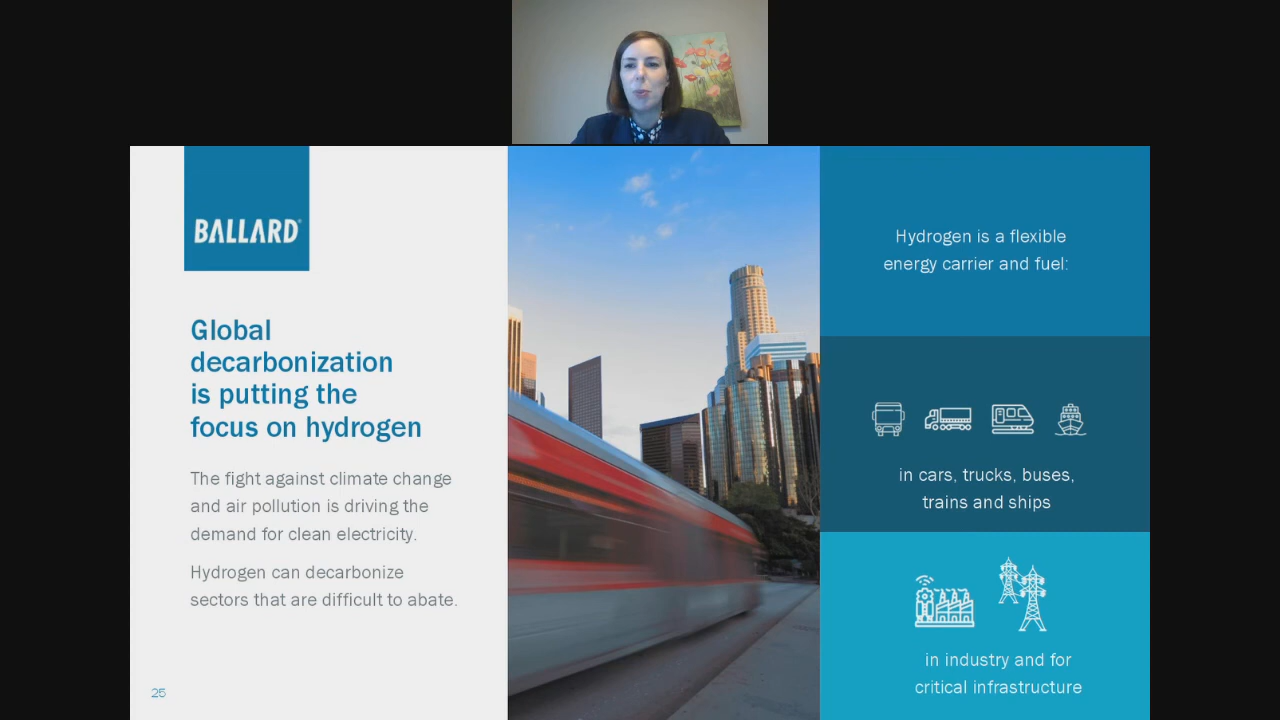 BALLARD®
Global
decarbonization
is putting the
focus on hydrogen
The fight against climate change
and air pollution is driving the
demand for clean electricity.
Hydrogen can decarbonize
sectors that are difficult to abate.
25
Hydrogen is a flexible
energy carrier and fuel:
in cars, trucks, buses,
trains and ships
in industry and for
critical infrastructure